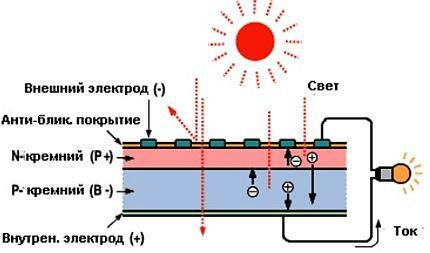 Внешний электрод (-)
Свет
Анти-блик. покрытие
N-кремний (P+)
P- кремний (B-)
Внутрен. электрод (+)
Ток